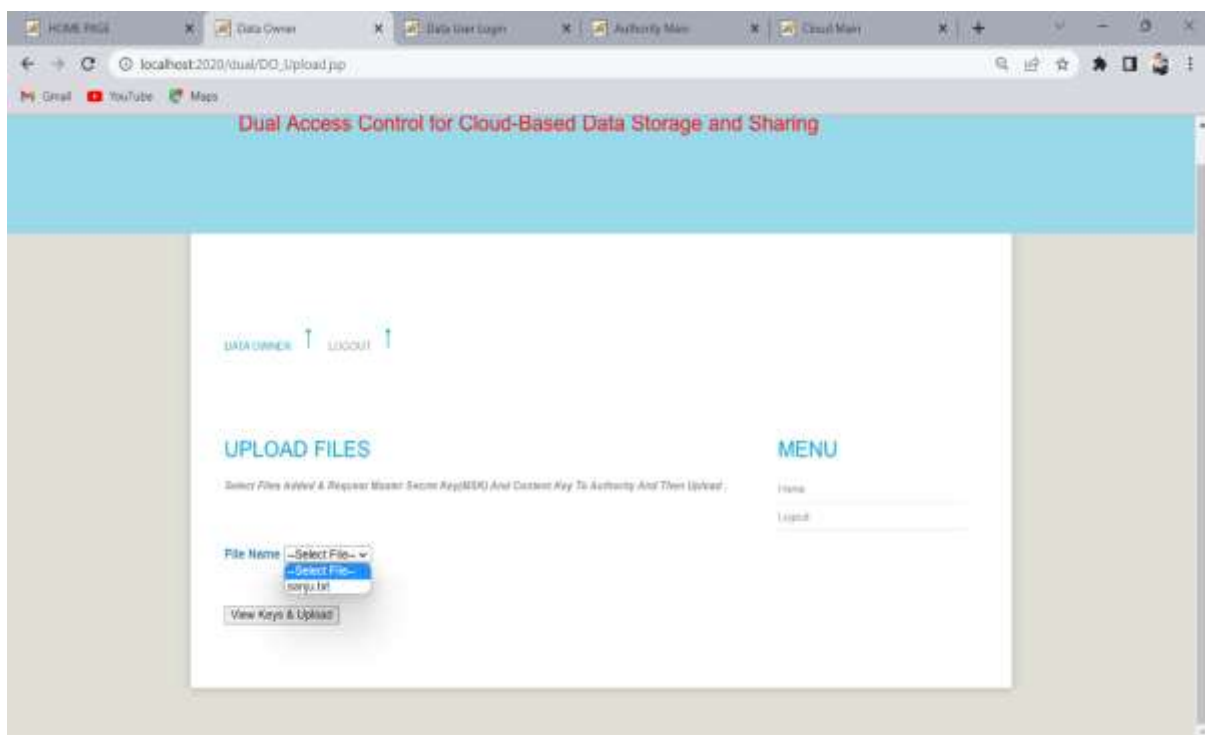 HOME PAGE Data Owner Data User Login Authority Main Cloud Main
localhost:2020/dual/DO_Upload.jsp
Gmail YouTube Maps
Dual Access Control for Cloud-Based Data Storage and Sharing
DATA OWNER LOGOUT
UPLOAD FILES
MENU
Select Files Added & Request Master Secret Key(MSK) And Content Key To Authority And Then Upload .
Home
Logout
File Name --Select File--
--Select File--
sanju.txt
View Keys & Upload